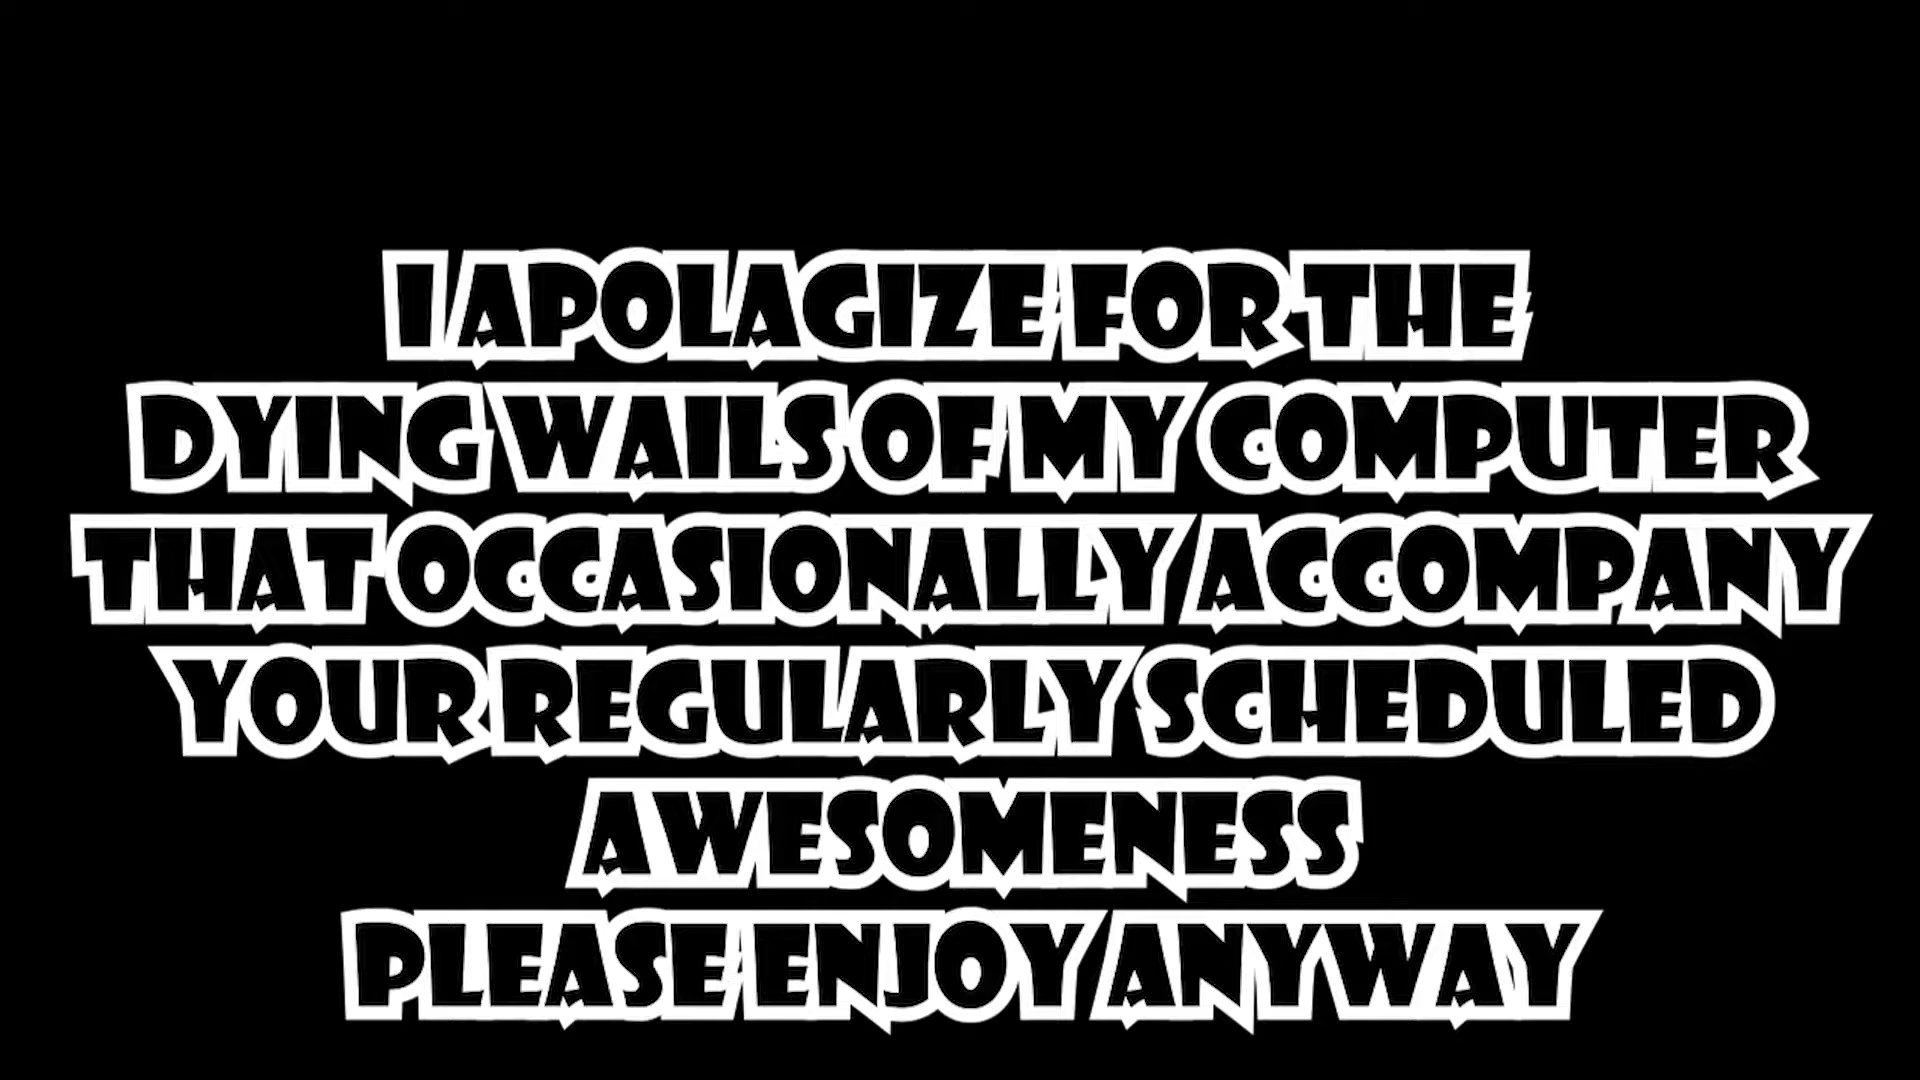 I APOLAGIZE FOR THE
DYING WAILS OF MY COMPUTER
THAT OCCASIONALLY ACCOMPANY
YOUR REGULARLY SCHEDULED
AWESOMENESS
PLEASE ENJOY ANYWAY